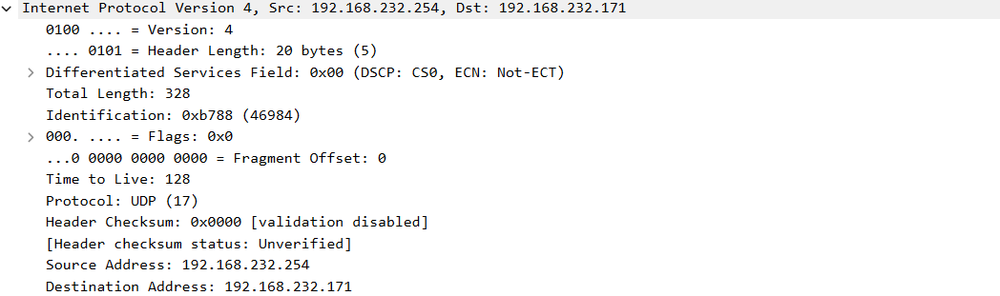 Internet Protocol Version 4, Src: 192.168.232.254, Dst: 192.168.232.171
0100 .... = Version: 4
.... 0101 = Header Length: 20 bytes (5)
Differentiated Services Field: 0x00 (DSCP: CS0, ECN: Not-ECT)
Total Length: 328
Identification: 0xb788 (46984)
000. .... = Flags: 0x0
...0 0000 0000 0000 = Fragment Offset: 0
Time to Live: 128
Protocol: UDP (17)
Header Checksum: 0x0000 [validation disabled]
[Header checksum status: Unverified]
Source Address: 192.168.232.254
Destination Address: 192.168.232.171